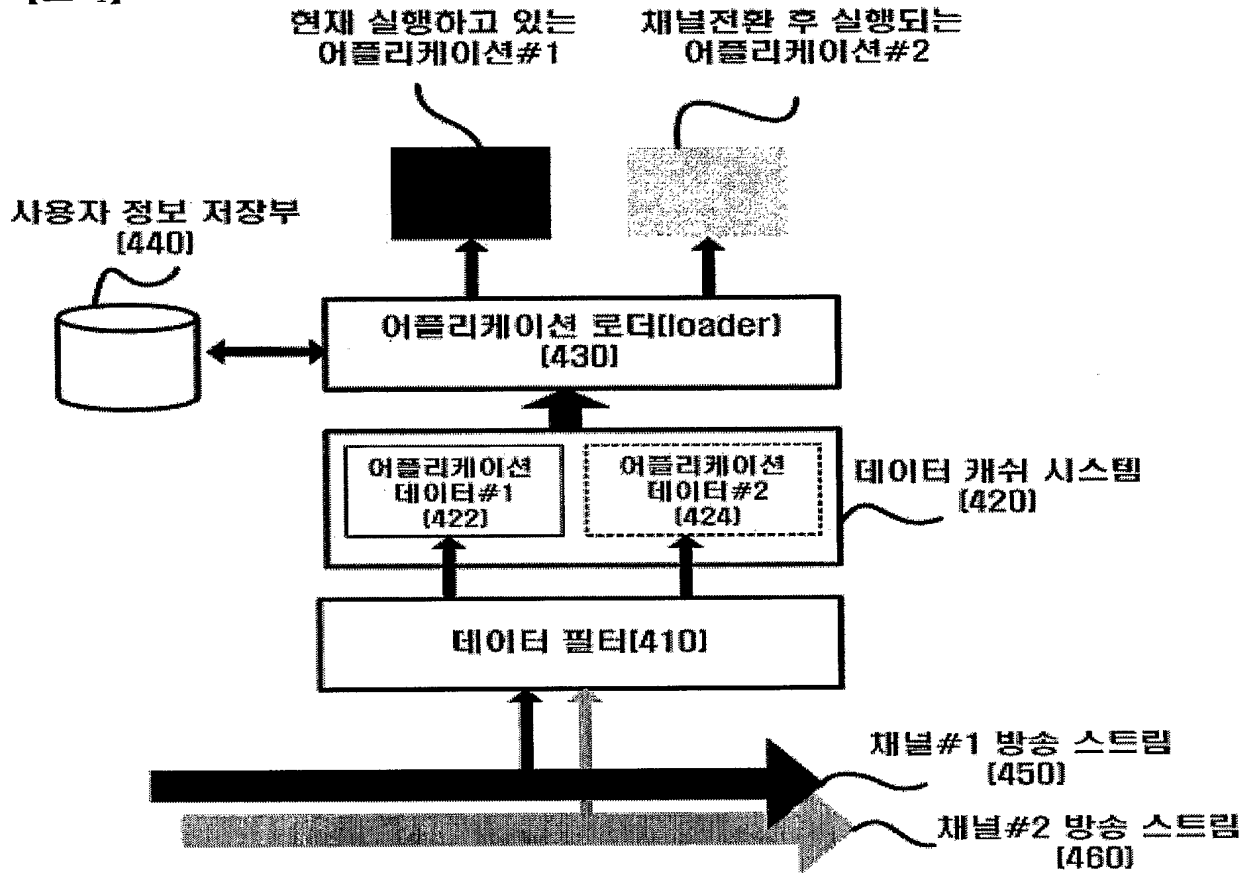 현재 실행하고 있는
어플리케이션#1
채널전환 후 실행되는
어플리케이션#2
사용자 정보 저장부
[440]
어플리케이션 로더(loader)
[430]
어플리케이션
데이터#1
[422]
어플리케이션
데이터#2
[424]
데이터 캐쉬 시스템
[420]
데이터 필터[410]
채널#1 방송 스트림
[450]
채널#2 방송 스트림
[460]